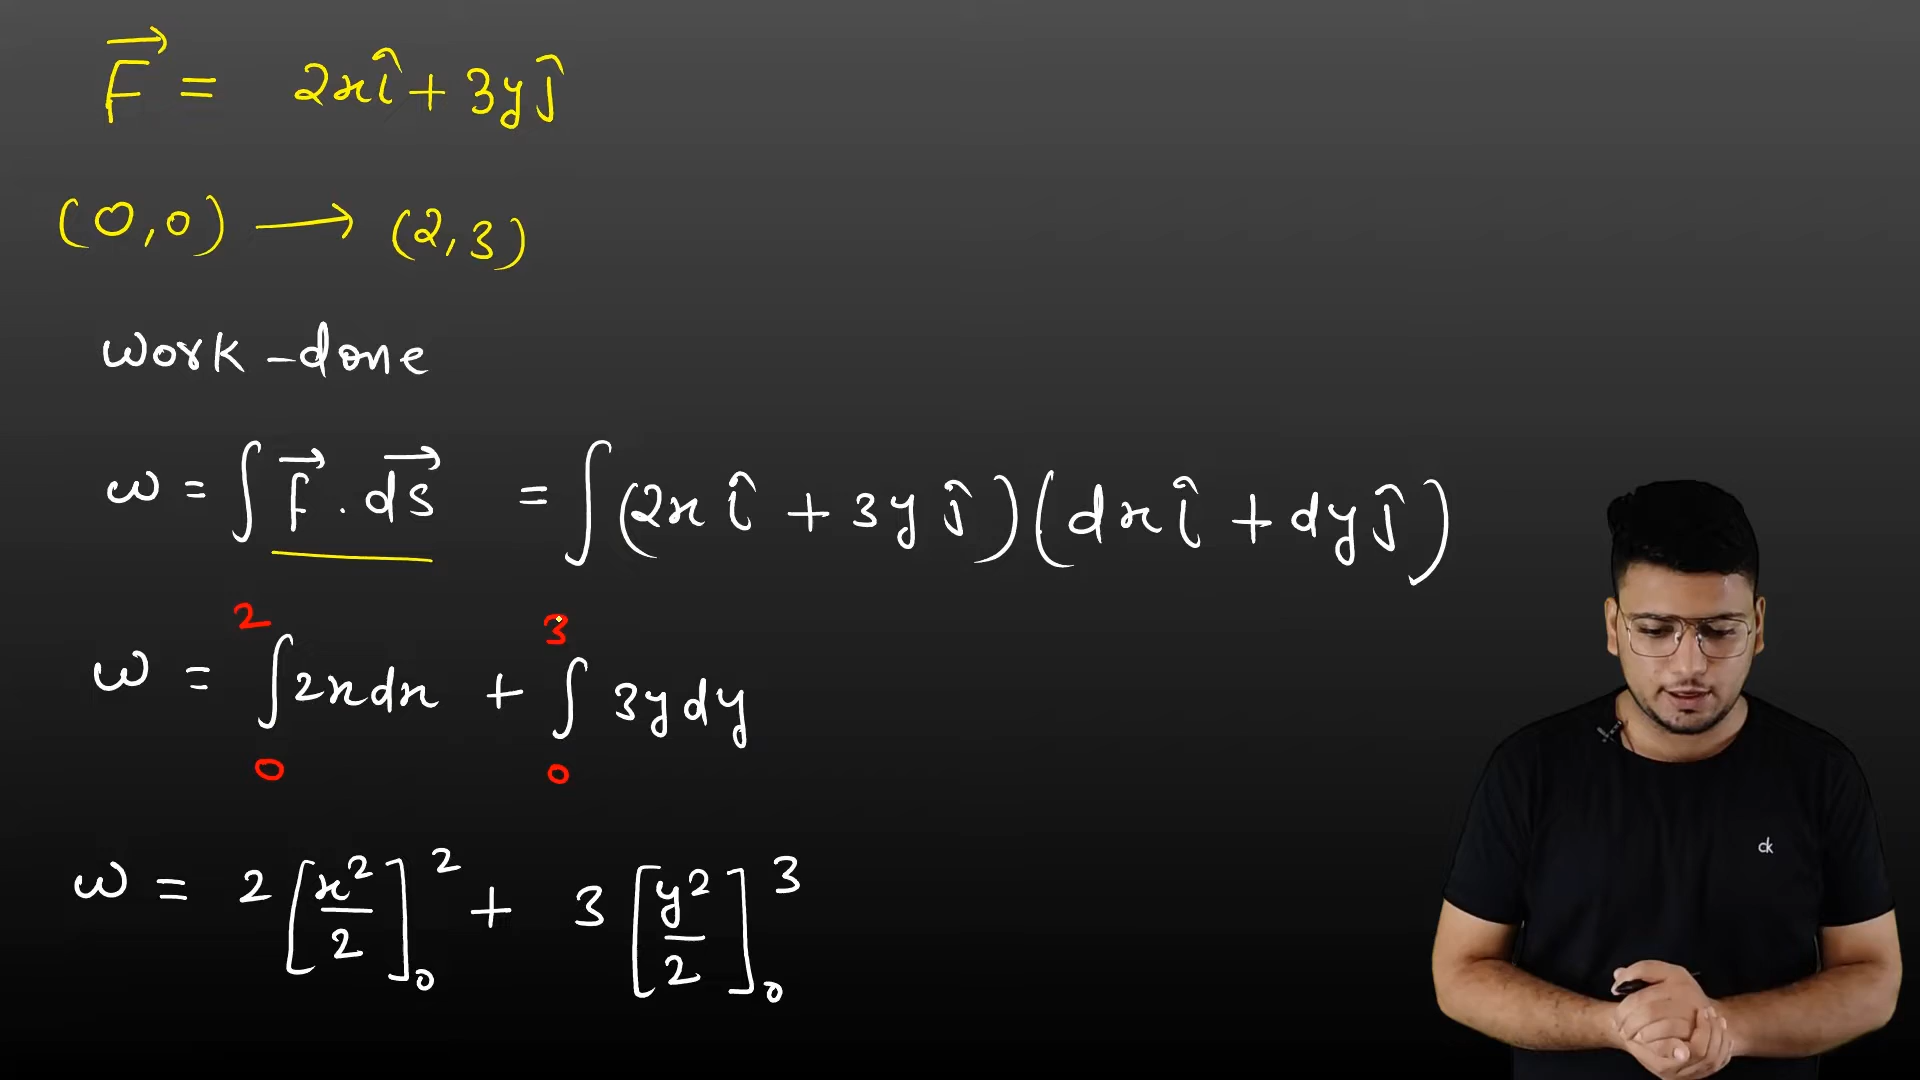 F⃗ = 2xî + 3yĵ
(0,0) ⟶ (2,3)
work-done
ω = ∫ F⃗ . ds⃗ = ∫(2x î + 3y ĵ)(dx î + dy ĵ)
ω = ∫₀² 2xdx + ∫₀³ 3ydy
ω = 2 [x²/2]₀² + 3 [y²/2]₀³
ck